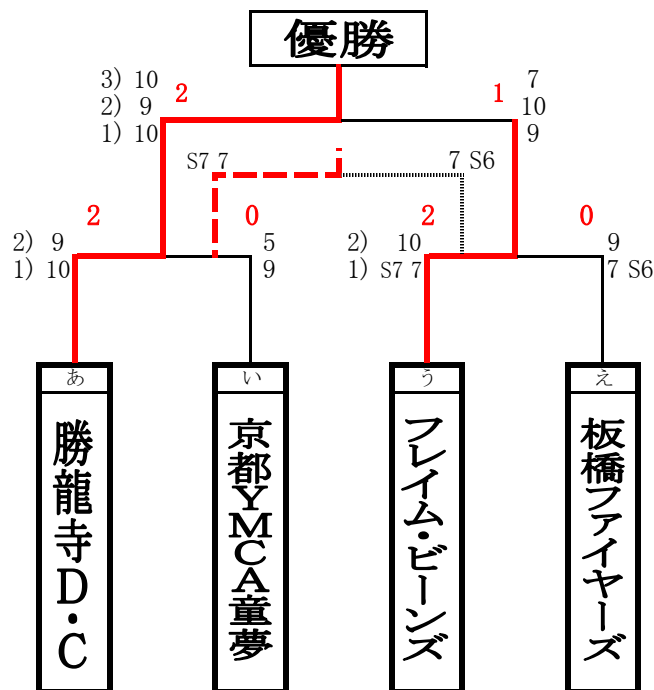 優勝
3) 10 2 1 7
2) 9 10
1) 10 9
S7 7 7 S6
2 0 2 0
2) 9 5 2) 10 9
1) 10 9 1) S7 7 7 S6
あ い う え
勝龍寺D・C
京都YMCA童夢
フレイム・ビーンズ
板橋ファイヤーズ